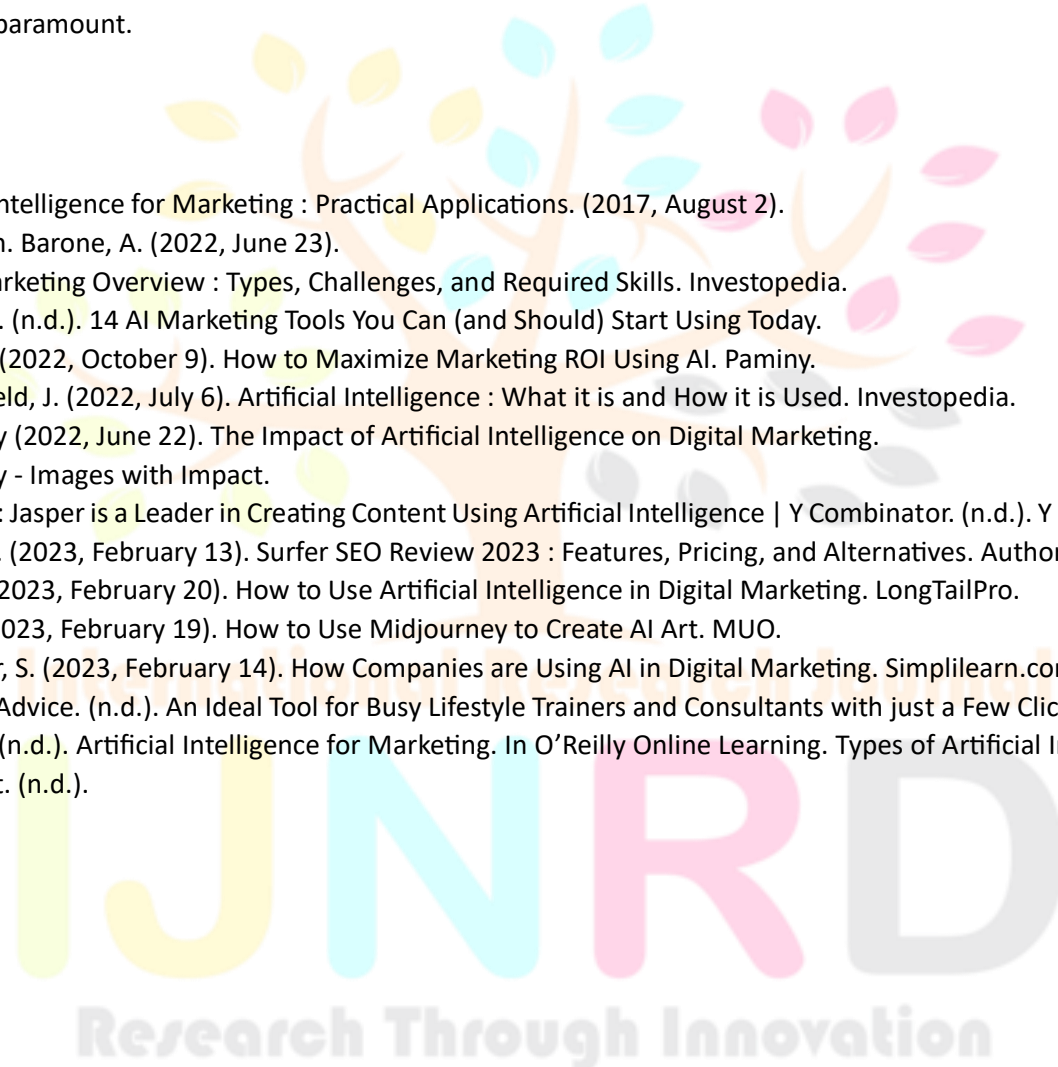 paramount.
ntelligence for Marketing : Practical Applications. (2017, August 2).
n. Barone, A. (2022, June 23).
arketing Overview : Types, Challenges, and Required Skills. Investopedia.
. (n.d.). 14 AI Marketing Tools You Can (and Should) Start Using Today.
(2022, October 9). How to Maximize Marketing ROI Using AI. Paminy.
eld, J. (2022, July 6). Artificial Intelligence : What it is and How it is Used. Investopedia.
y (2022, June 22). The Impact of Artificial Intelligence on Digital Marketing.
y - Images with Impact.
: Jasper is a Leader in Creating Content Using Artificial Intelligence | Y Combinator. (n.d.). Y
. (2023, February 13). Surfer SEO Review 2023 : Features, Pricing, and Alternatives. Author
2023, February 20). How to Use Artificial Intelligence in Digital Marketing. LongTailPro.
023, February 19). How to Use Midjourney to Create AI Art. MUO.
r, S. (2023, February 14). How Companies are Using AI in Digital Marketing. Simplilearn.com
International Research Journal
Advice. (n.d.). An Ideal Tool for Busy Lifestyle Trainers and Consultants with just a Few Clic
(n.d.). Artificial Intelligence for Marketing. In O’Reilly Online Learning. Types of Artificial I
t. (n.d.).
IJNRD
Research Through Innovation